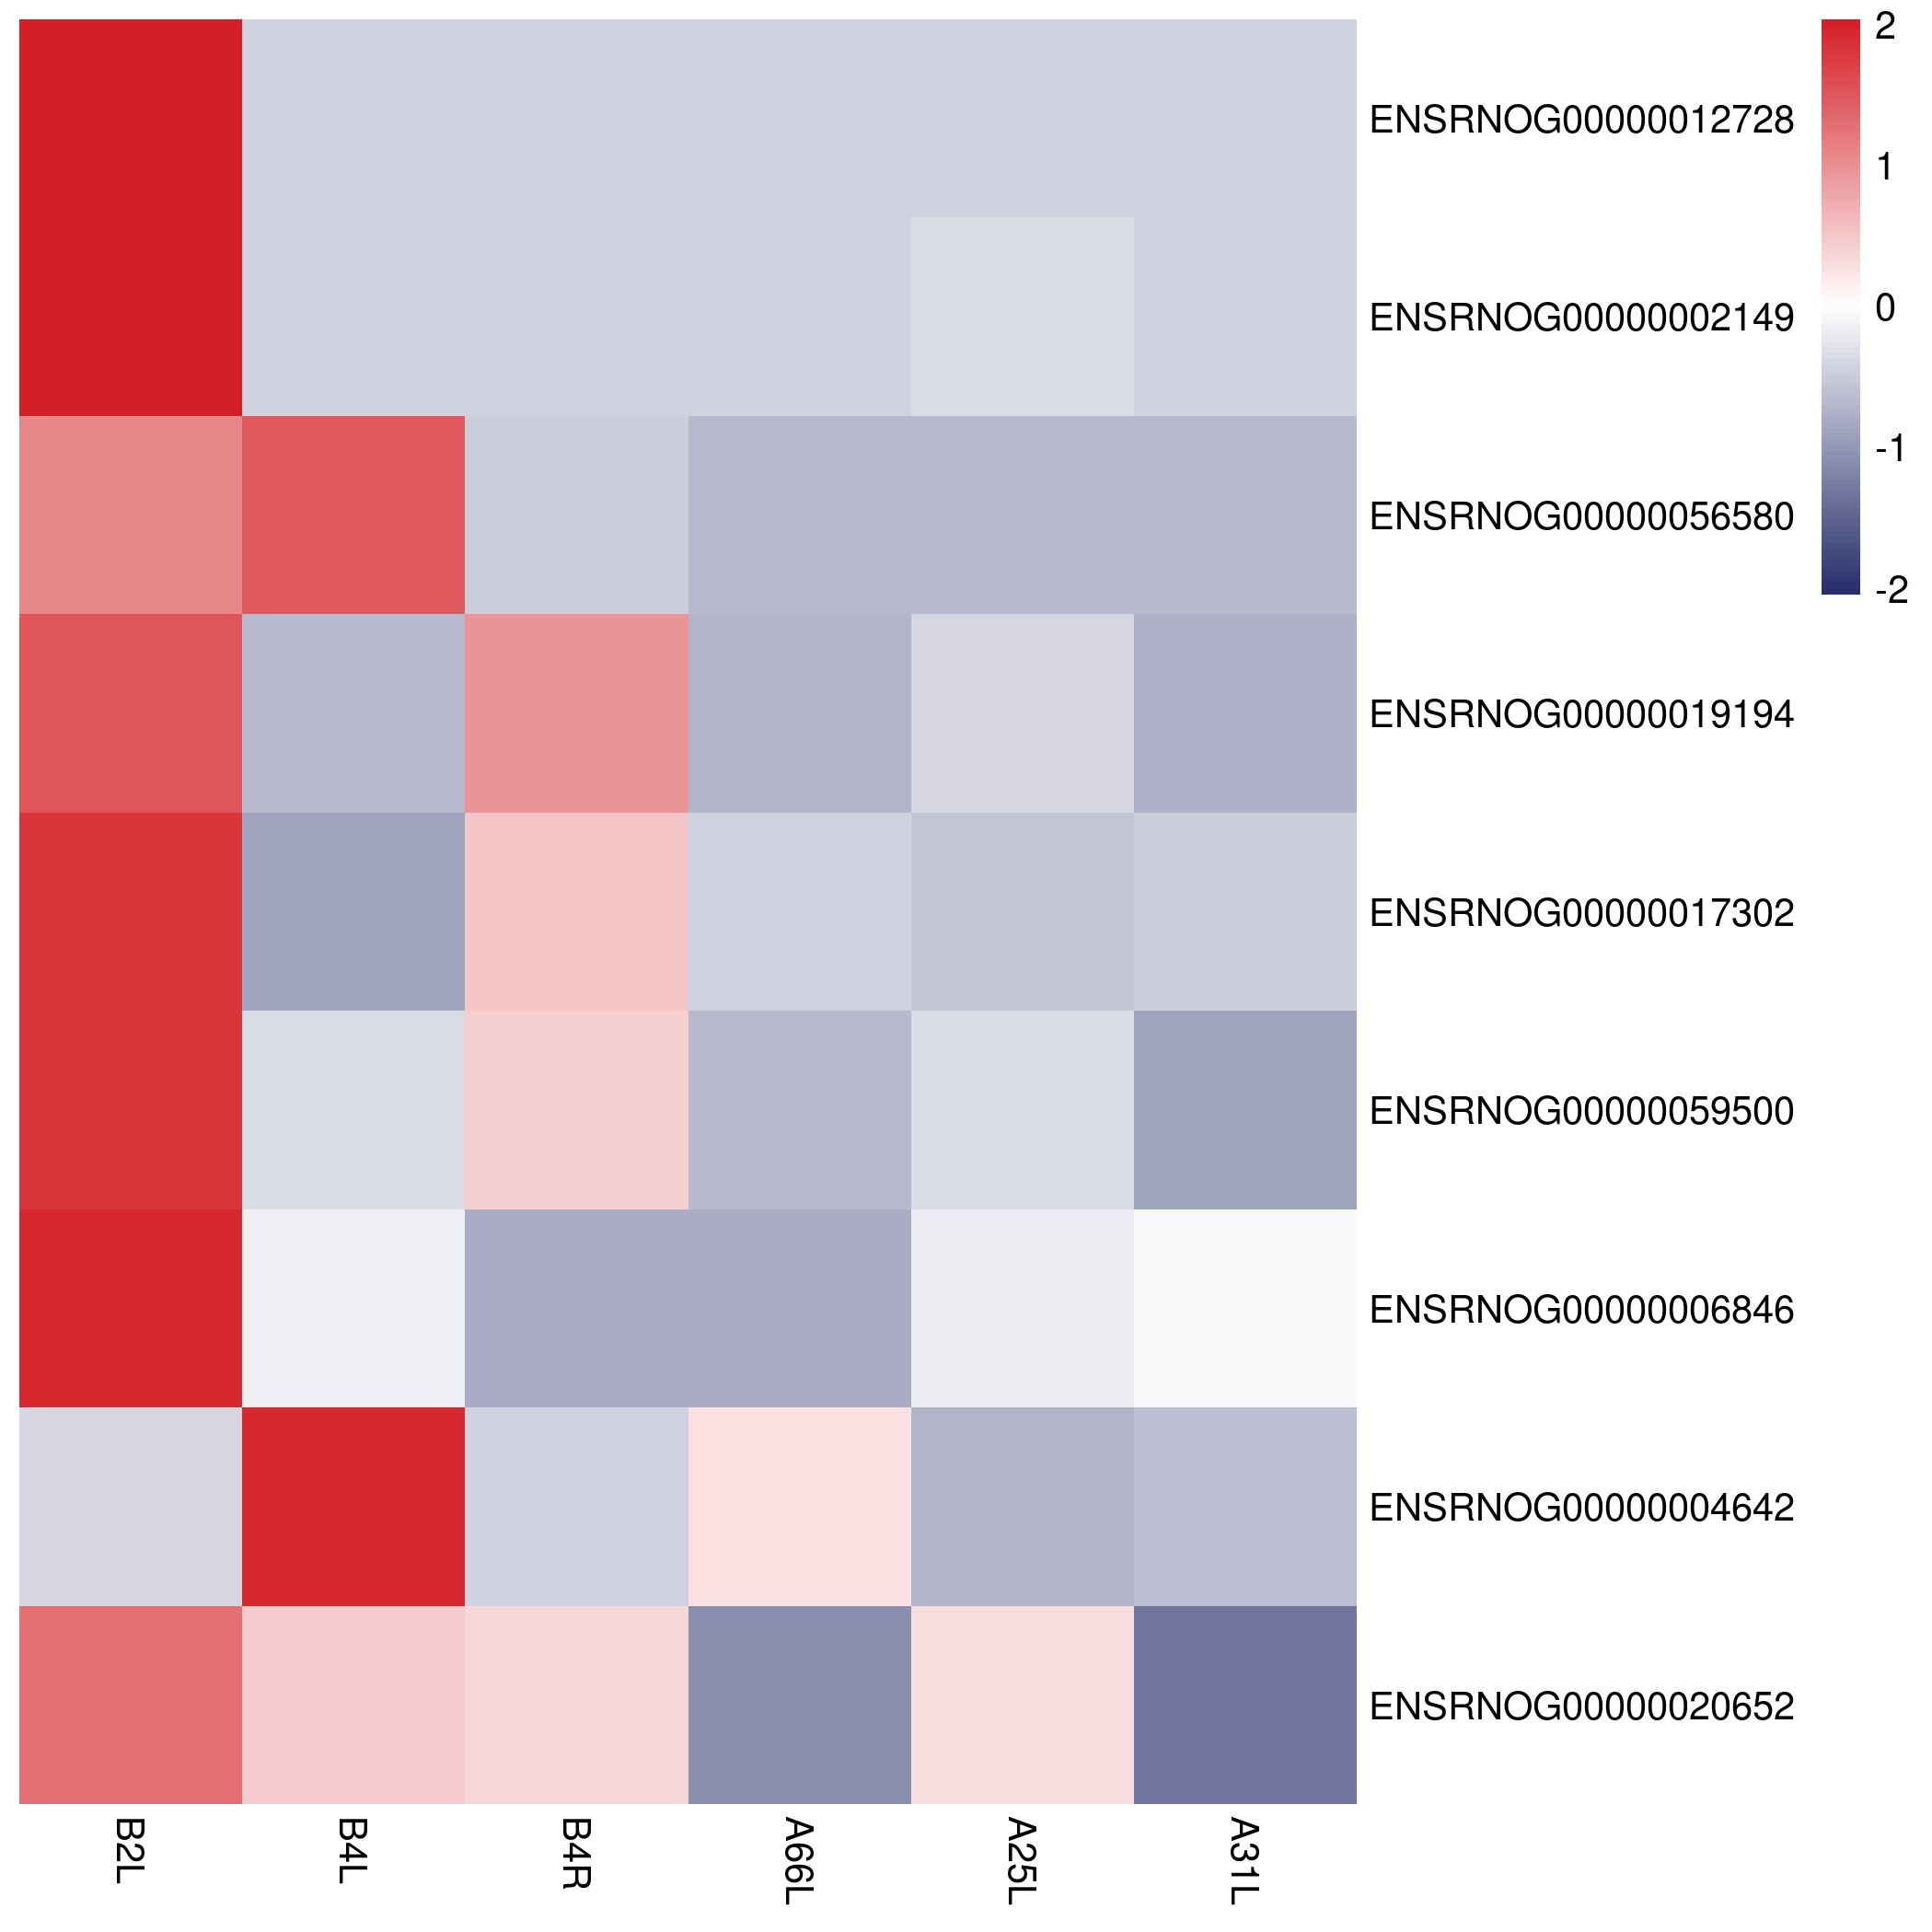 2
1
0
-1
-2
ENSRNOG00000012728
ENSRNOG00000002149
ENSRNOG00000056580
ENSRNOG00000019194
ENSRNOG00000017302
ENSRNOG00000059500
ENSRNOG00000006846
ENSRNOG00000004642
ENSRNOG00000020652
B2L
B4L
B4R
A66L
A25L
A31L